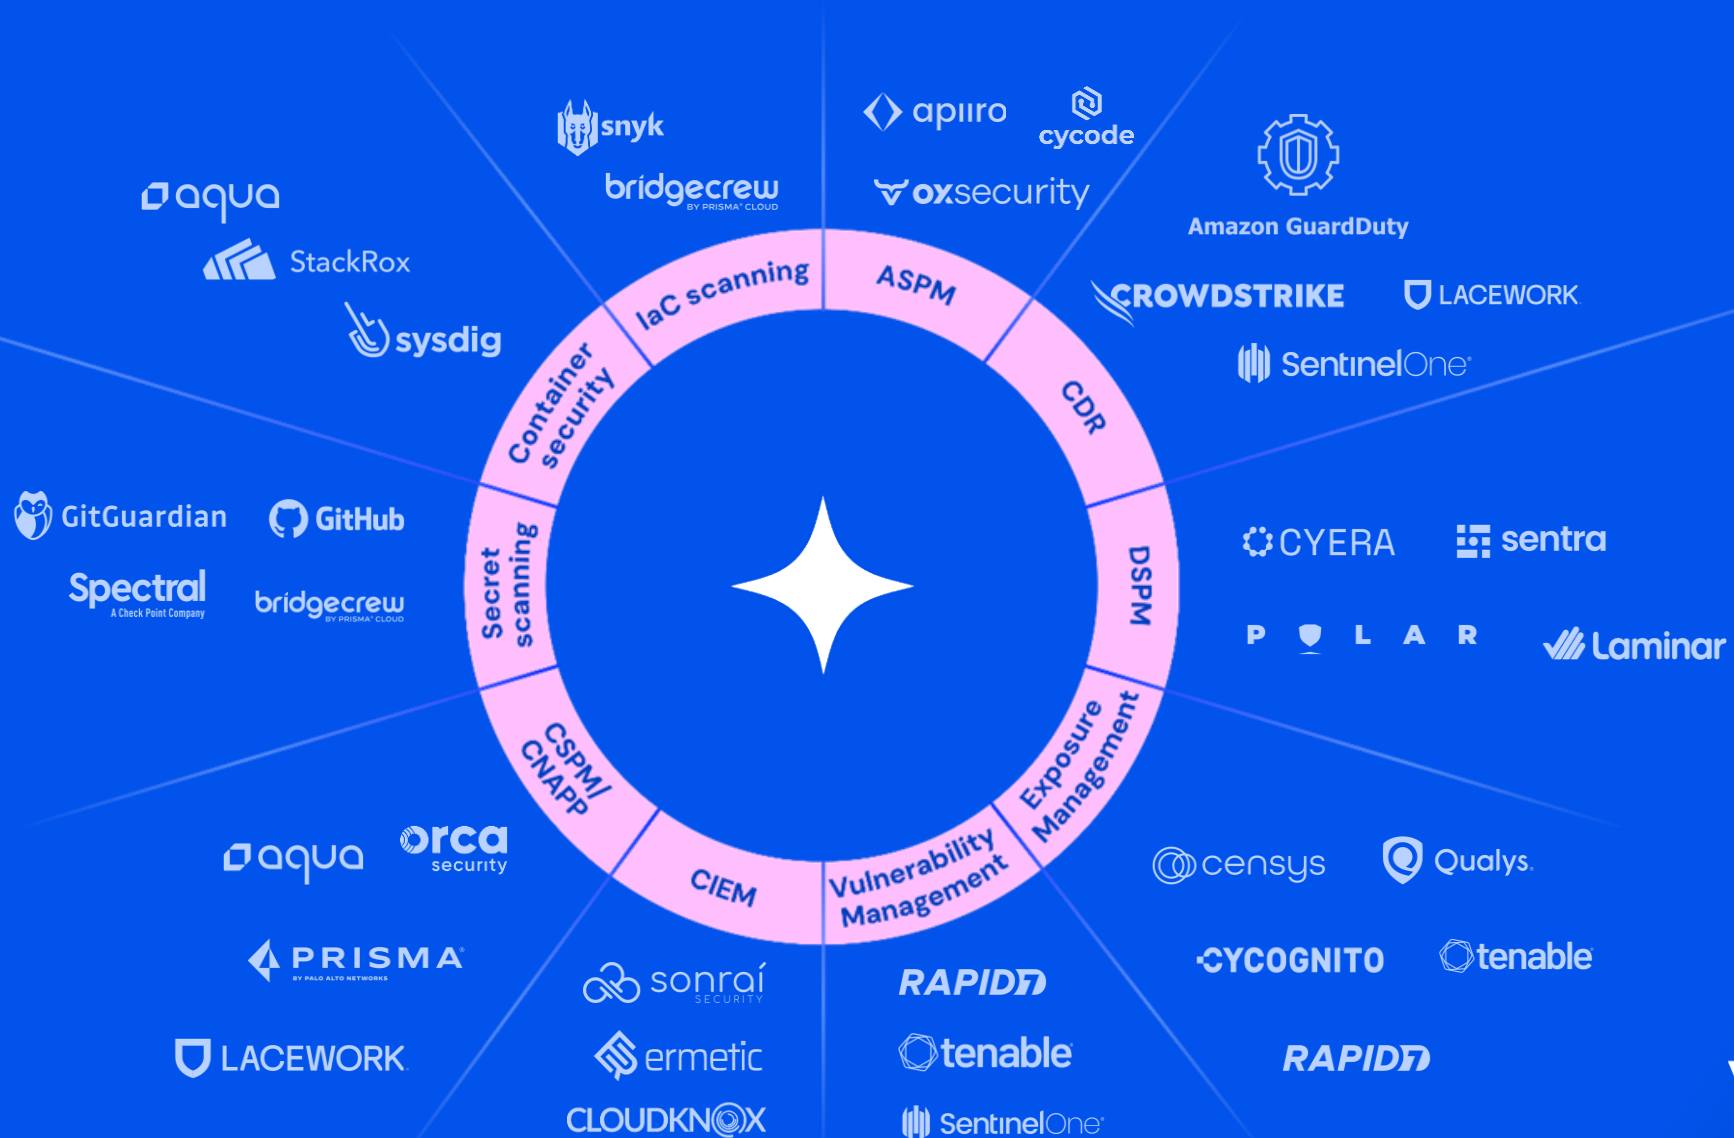 snyk
bridgecrew
BY PRISMA® CLOUD
apiiro
cycode
oxsecurity
Amazon GuardDuty
CROWDSTRIKE
LACEWORK
SentinelOne®
aqua
StackRox
sysdig
IaC scanning
ASPM
CDR
DSPM
Exposure
Management
Vulnerability
Management
CIEM
CSPM/
CNAPP
Secret
scanning
Container
security
GitGuardian
GitHub
Spectral
A Check Point Company
bridgecrew
BY PRISMA® CLOUD
CYERA
sentra
POLAR
Laminar
aqua
orca
security
PRISMA®
BY PALO ALTO NETWORKS
LACEWORK
sonraí
SECURITY
ermetic
CLOUDKNOX
RAPID7
tenable
SentinelOne®
censys
Qualys.
CYCOGNITO
tenable
RAPID7